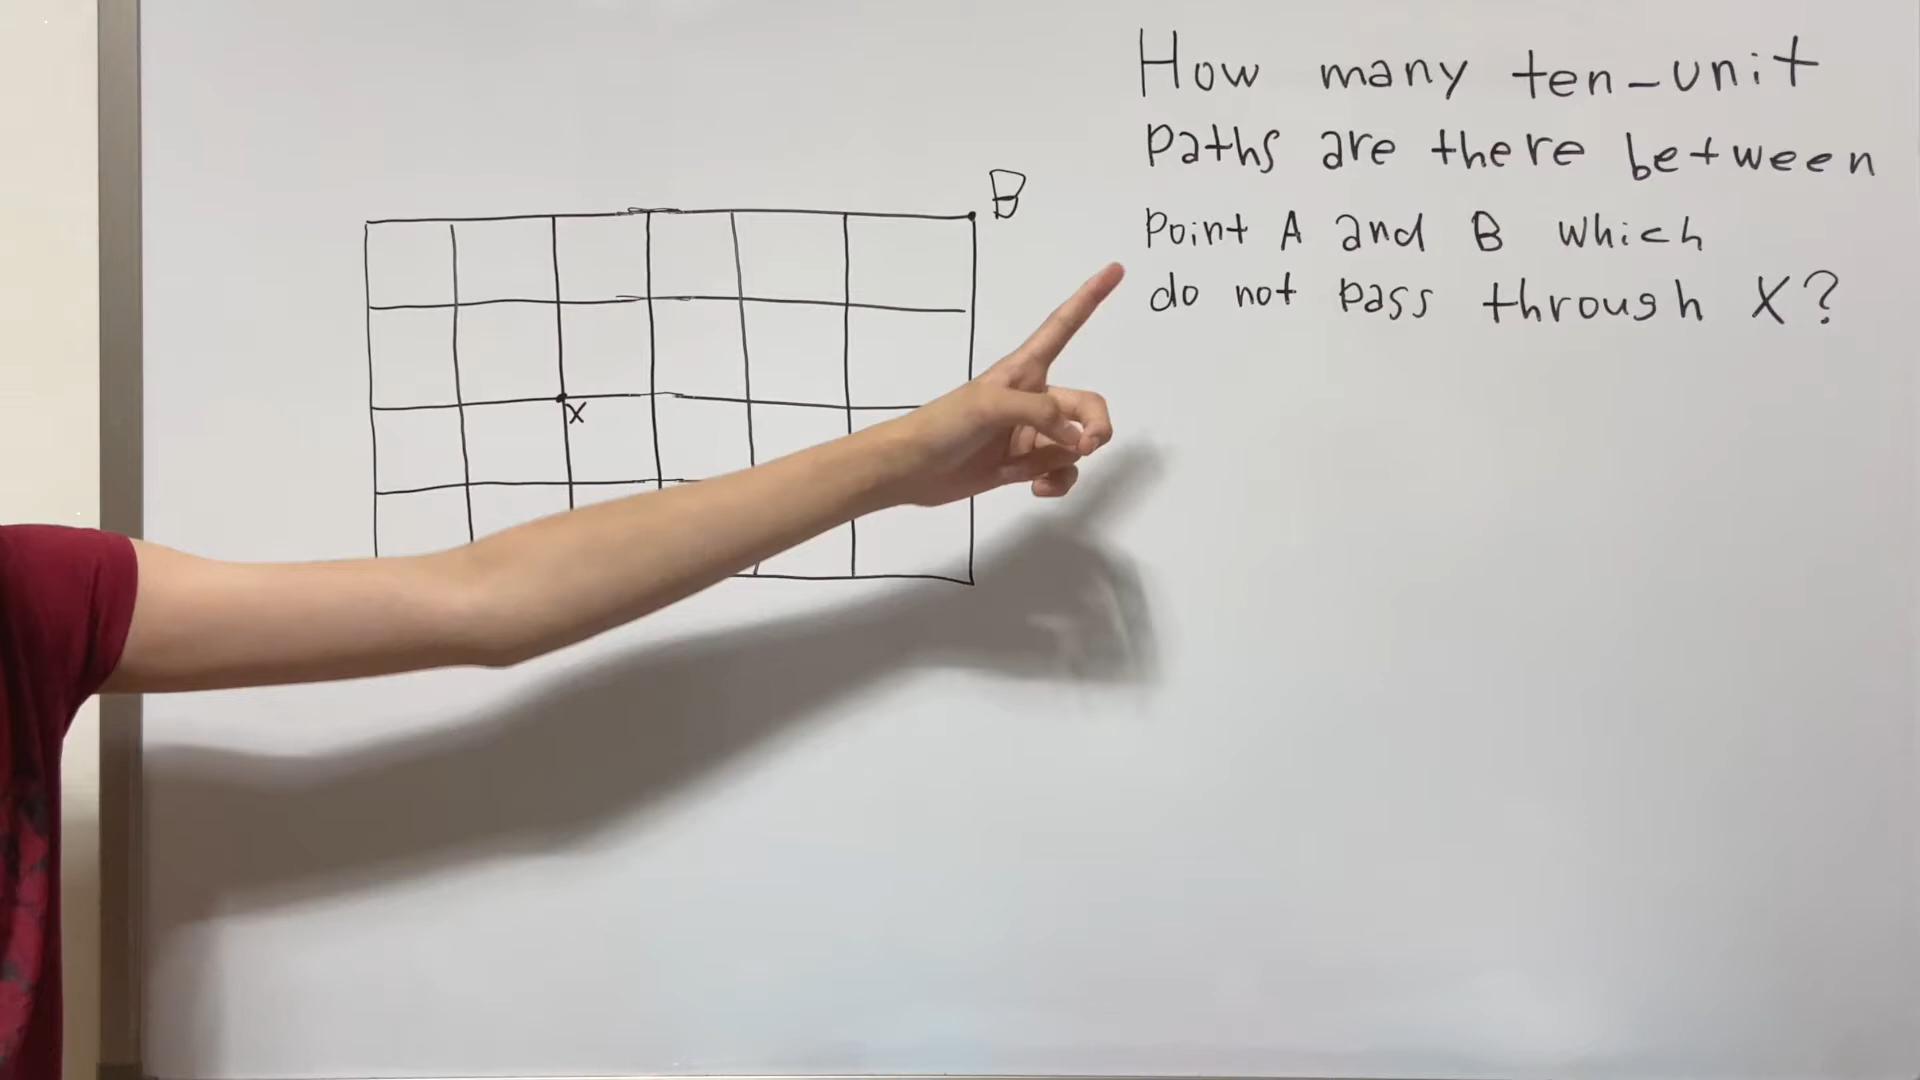 How many ten-unit
paths are there between
Point A and B which
do not pass through X?
B
X